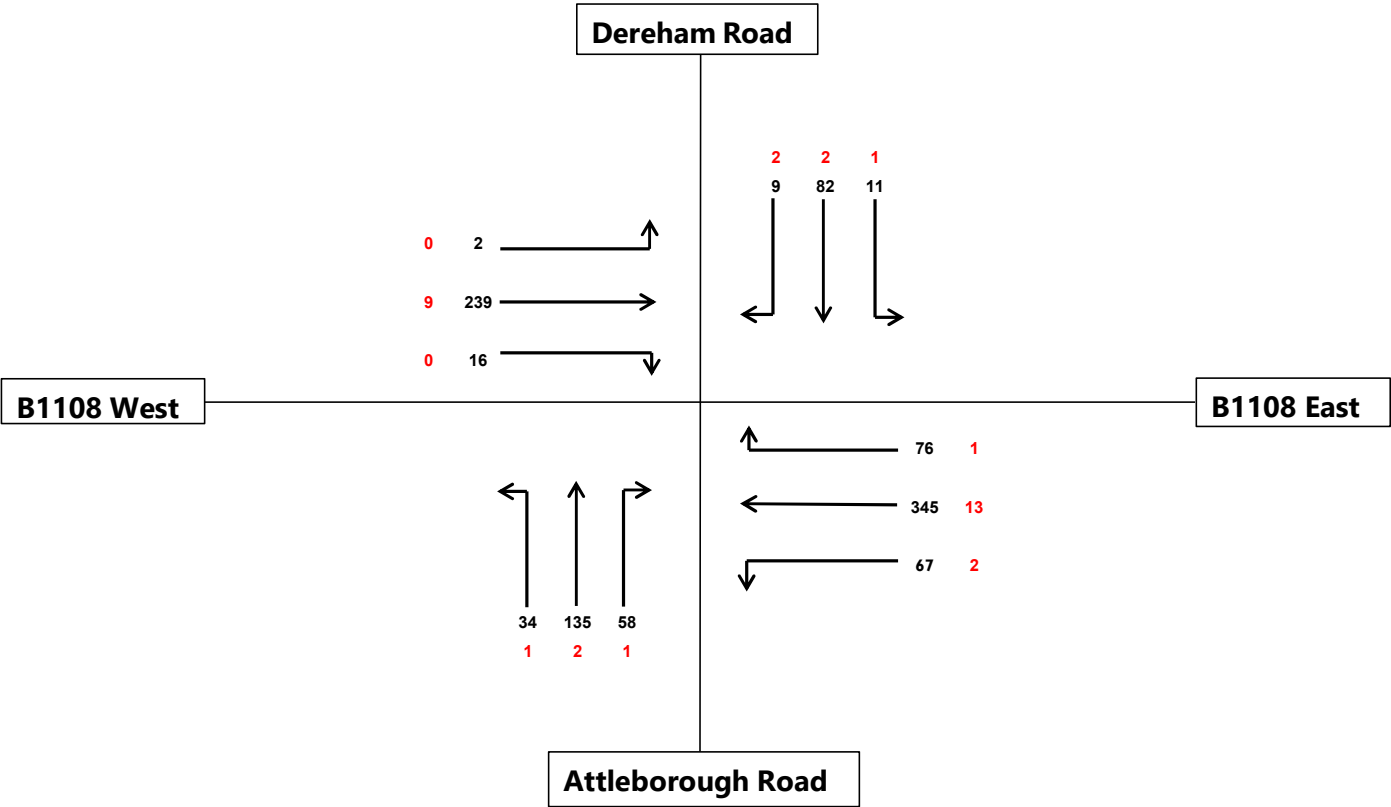 Dereham Road
2 2 1
9 82 11
0 2
9 239
0 16
B1108 West
B1108 East
76 1
345 13
67 2
34 135 58
1 2 1
Attleborough Road